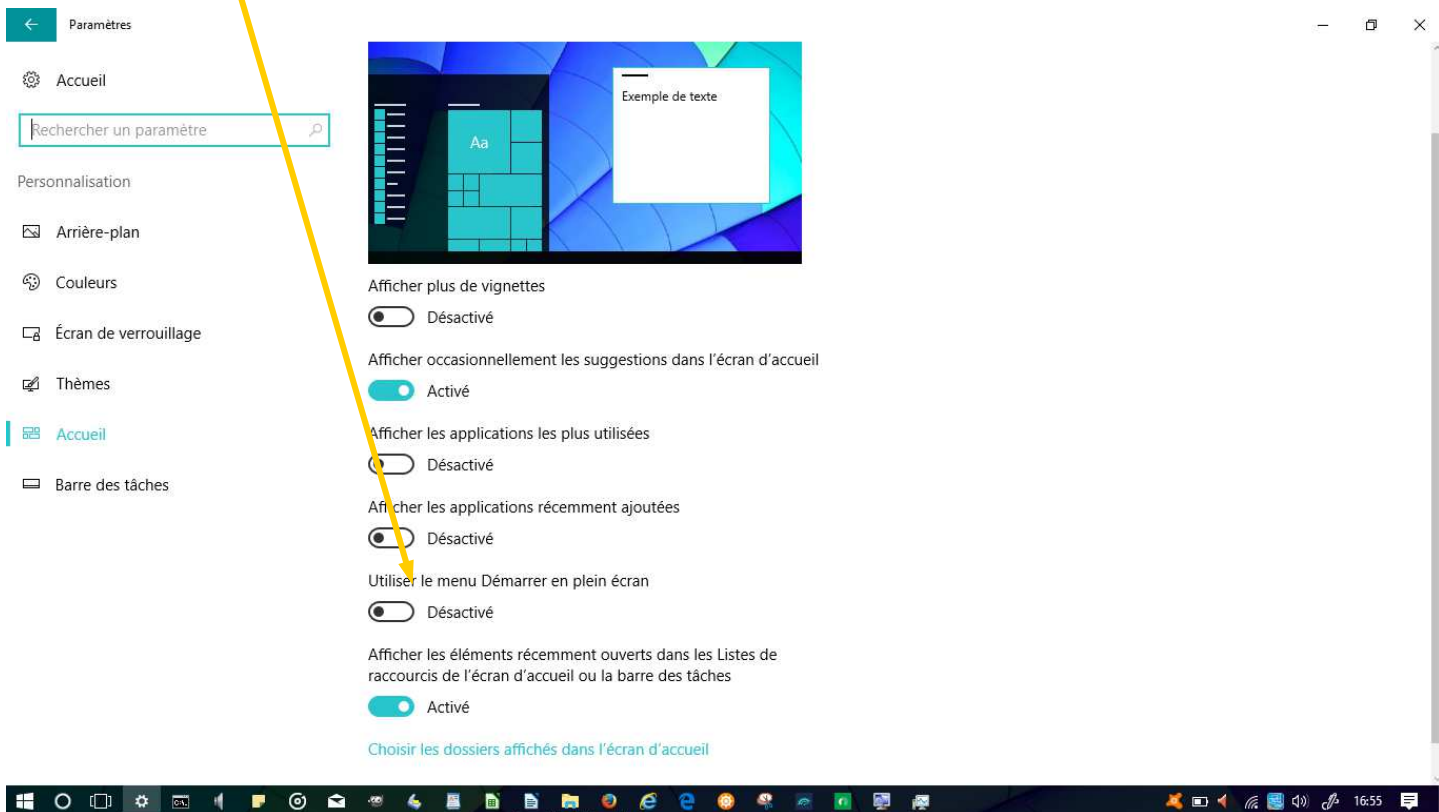 Paramètres
Accueil
Rechercher un paramètre
Personnalisation
Arrière-plan
Couleurs
Écran de verrouillage
Thèmes
Accueil
Barre des tâches
Exemple de texte
Aa
Afficher plus de vignettes
Désactivé
Afficher occasionnellement les suggestions dans l'écran d'accueil
Activé
Afficher les applications les plus utilisées
Désactivé
Afficher les applications récemment ajoutées
Désactivé
Utiliser le menu Démarrer en plein écran
Désactivé
Afficher les éléments récemment ouverts dans les Listes de
raccourcis de l'écran d'accueil ou la barre des tâches
Activé
Choisir les dossiers affichés dans l'écran d'accueil
16:55